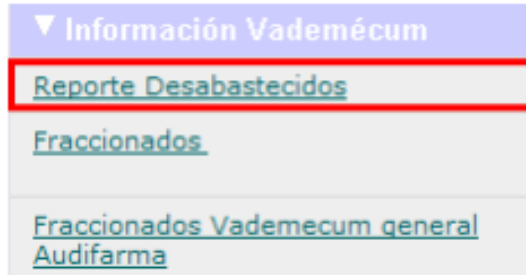 ▼ Información Vademécum
Reporte Desabastecidos
Fraccionados
Fraccionados Vademecum general
Audifarma